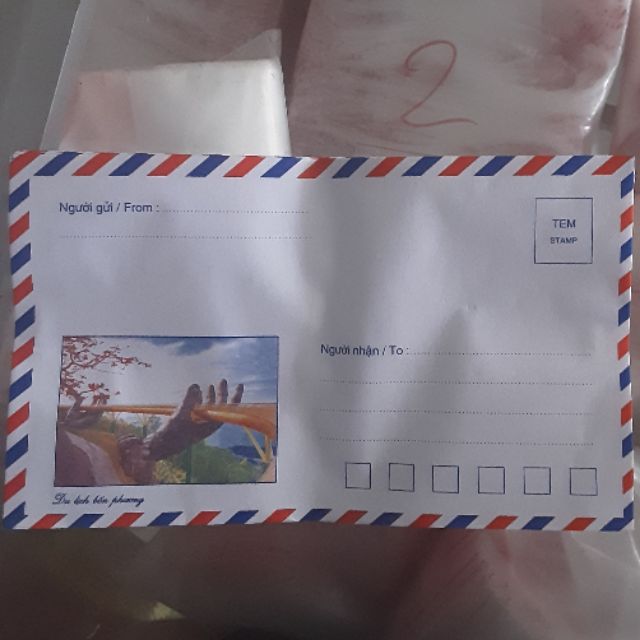 2
Người gửi / From :
TEM
STAMP
Người nhận / To :
Du lịch bốn phương